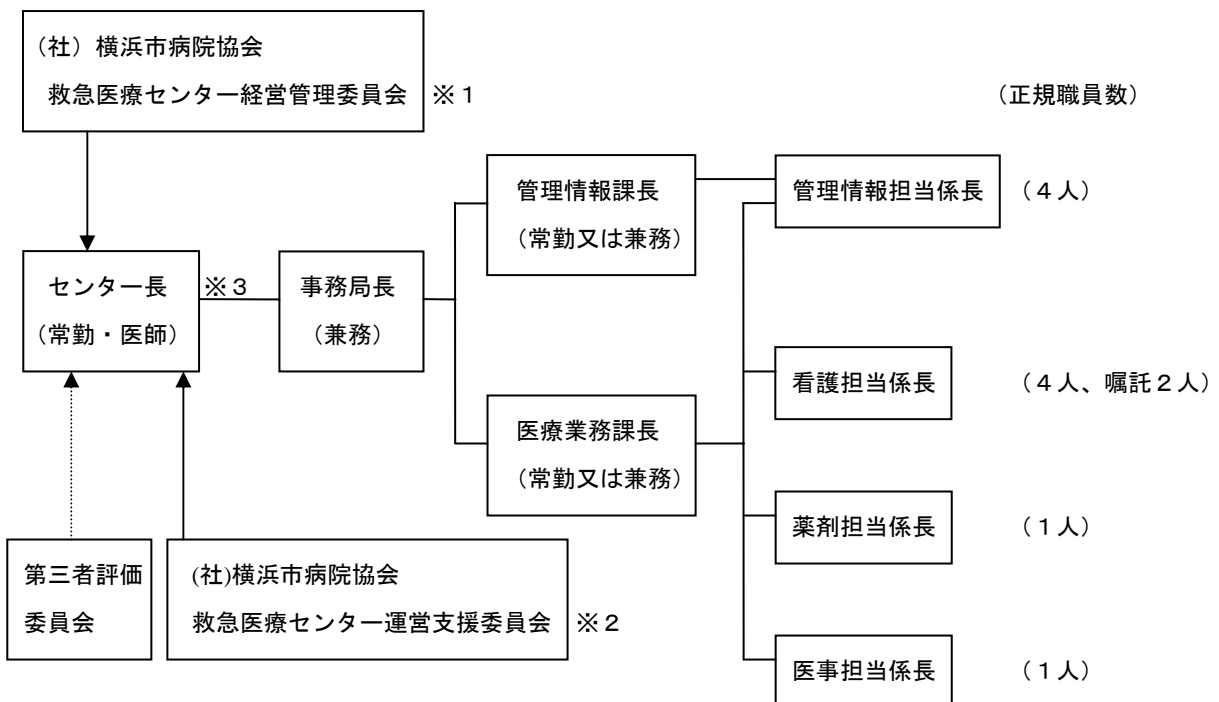 （社）横浜市病院協会
救急医療センター経営管理委員会
※１
（正規職員数）
管理情報課長
（常勤又は兼務）
管理情報担当係長
（４人）
センター長
（常勤・医師）
※３
事務局長
（兼務）
看護担当係長
（４人、嘱託２人）
医療業務課長
（常勤又は兼務）
薬剤担当係長
（１人）
第三者評価
委員会
(社)横浜市病院協会
救急医療センター運営支援委員会
※２
医事担当係長
（１人）